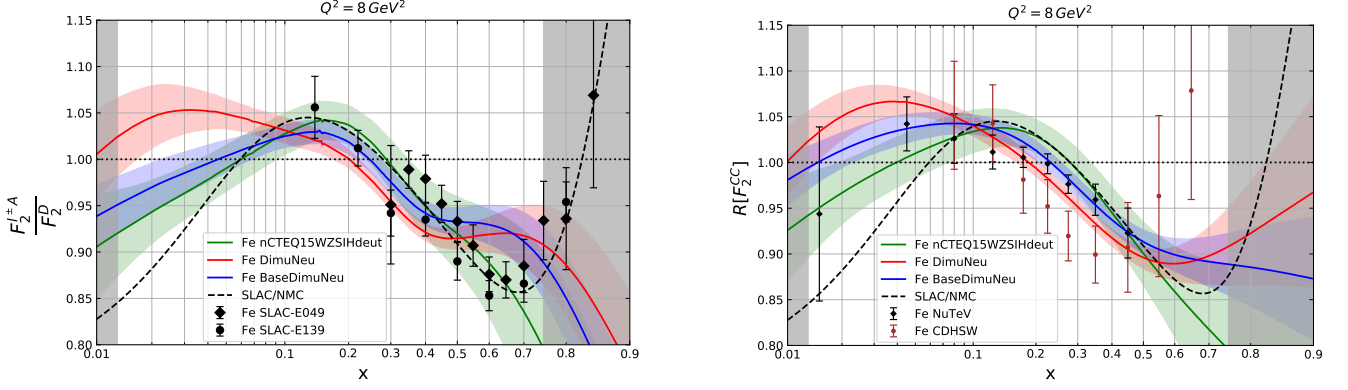 Q² = 8 GeV²
1.15
1.10
1.05
1.00
0.95
0.90
0.85
0.80
F₂^{l^± A}
F₂^D
Fe nCTEQ15WZSIHdeut
Fe DimuNeu
Fe BaseDimuNeu
SLAC/NMC
Fe SLAC-E049
Fe SLAC-E139
0.01 0.1 0.2 0.3 0.4 0.5 0.6 0.7 0.8 0.9
x
Q² = 8 GeV²
1.15
1.10
1.05
1.00
0.95
0.90
0.85
0.80
R[F₂^{CC}]
Fe nCTEQ15WZSIHdeut
Fe DimuNeu
Fe BaseDimuNeu
SLAC/NMC
Fe NuTeV
Fe CDHSW
0.01 0.1 0.2 0.3 0.4 0.5 0.6 0.7 0.8 0.9
x